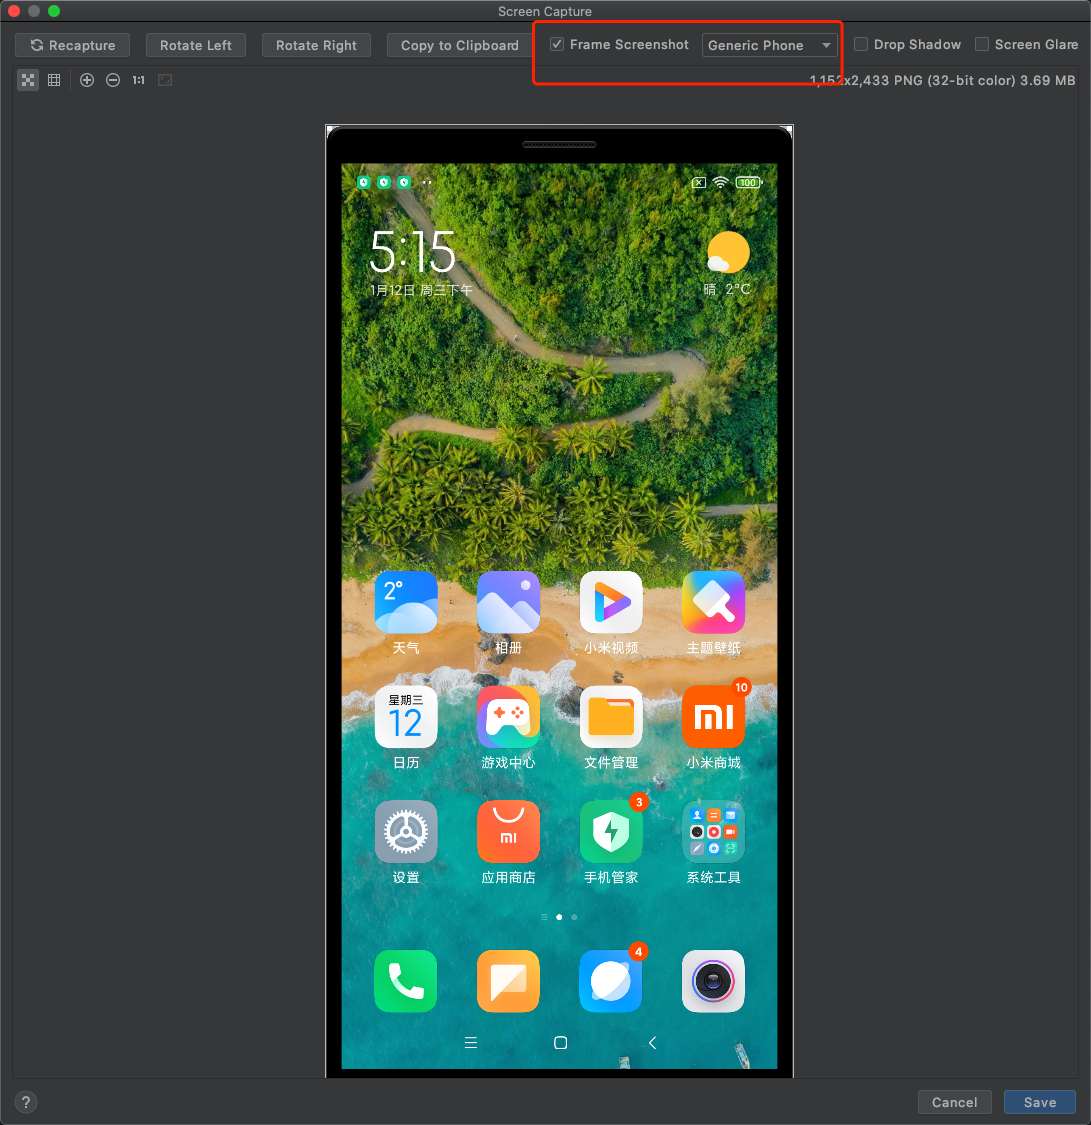 Screen Capture
Recapture
Rotate Left
Rotate Right
Copy to Clipboard
Frame Screenshot
Generic Phone
Drop Shadow
Screen Glare
1:1
1,152x2,433 PNG (32-bit color) 3.69 MB
100
5:15
1月12日 周三下午
晴 2°C
2°
天气
相册
小米视频
主题壁纸
星期三
12
10
日历
游戏中心
文件管理
小米商城
mi
3
设置
应用商店
手机管家
系统工具
4
?
Cancel
Save